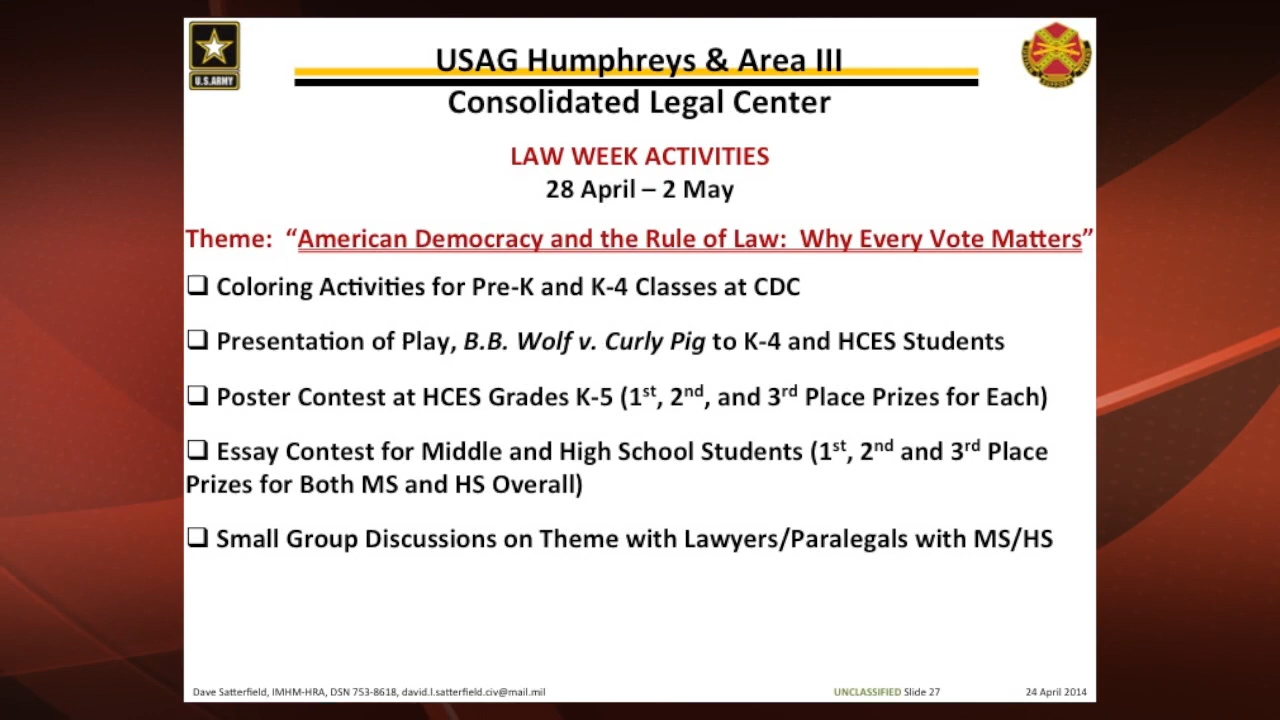 U.S.ARMY
USAG Humphreys & Area III
Consolidated Legal Center
LAW WEEK ACTIVITIES
28 April – 2 May
Theme:  “American Democracy and the Rule of Law:  Why Every Vote Matters”
❑ Coloring Activities for Pre-K and K-4 Classes at CDC
❑ Presentation of Play, B.B. Wolf v. Curly Pig to K-4 and HCES Students
❑ Poster Contest at HCES Grades K-5 (1st, 2nd, and 3rd Place Prizes for Each)
❑ Essay Contest for Middle and High School Students (1st, 2nd and 3rd Place
Prizes for Both MS and HS Overall)
❑ Small Group Discussions on Theme with Lawyers/Paralegals with MS/HS
Dave Satterfield, IMHM-HRA, DSN 753-8618, david.l.satterfield.civ@mail.mil
UNCLASSIFIED Slide 27
24 April 2014